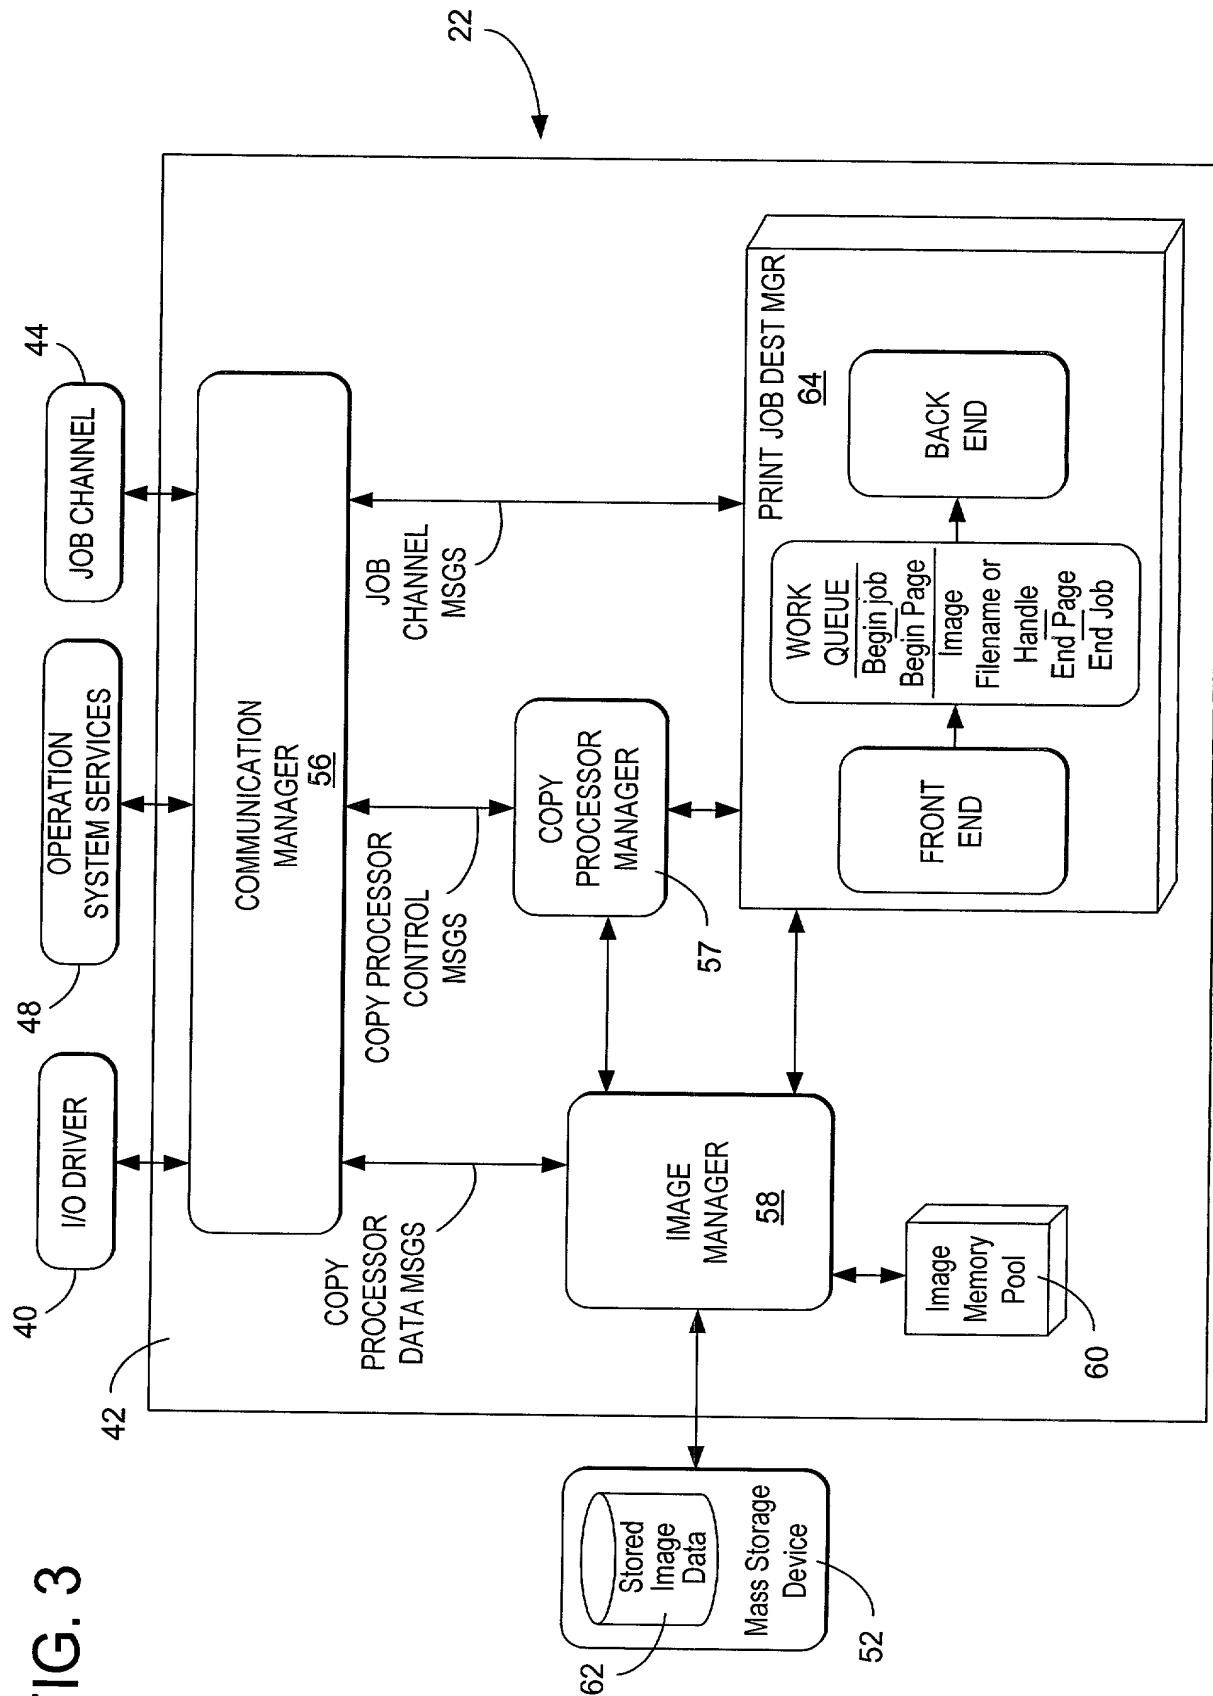 FIG. 3
22
40
I/O DRIVER
48
OPERATION
SYSTEM SERVICES
JOB CHANNEL
44
42
COMMUNICATION
MANAGER
56
COPY
PROCESSOR
DATA MSGS
COPY PROCESSOR
CONTROL
MSGS
JOB
CHANNEL
MSGS
COPY
PROCESSOR
MANAGER
57
IMAGE
MANAGER
58
Stored
Image
Data
Mass Storage
Device
62
52
Image
Memory
Pool
60
PRINT JOB DEST MGR
64
FRONT
END
WORK
QUEUE
Begin job
Begin Page
Image
Filename or
Handle
End Page
End Job
BACK
END